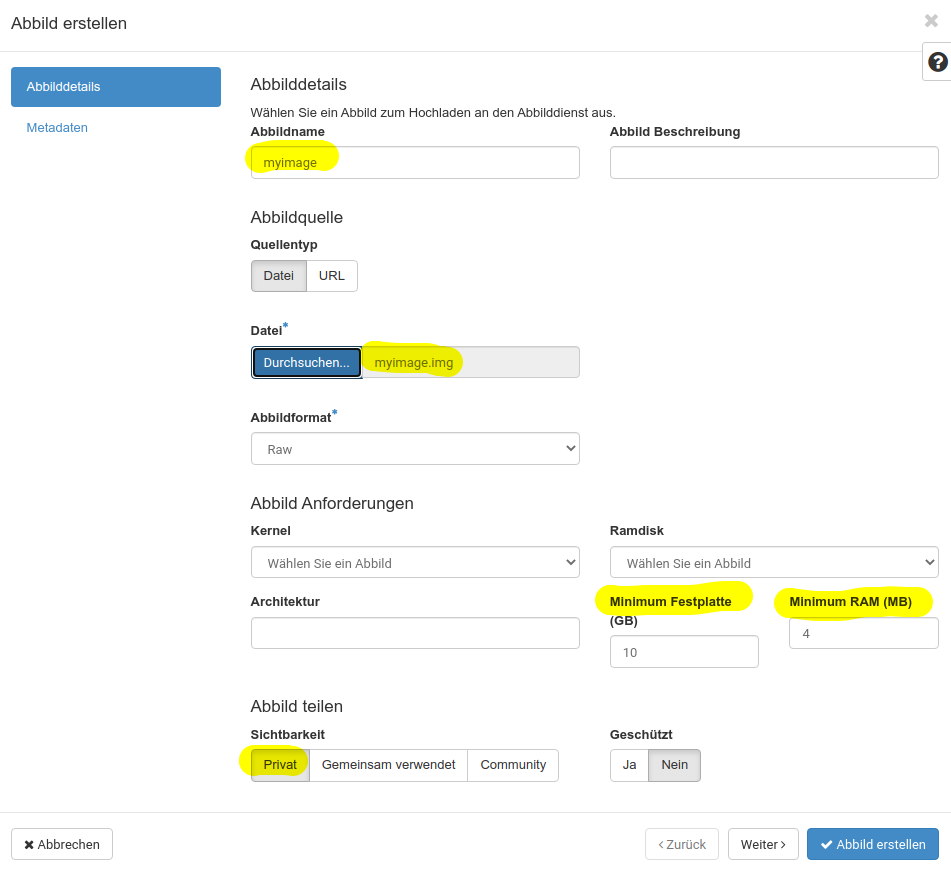 Abbild erstellen
Abbilddetails
Metadaten
Abbilddetails
Wählen Sie ein Abbild zum Hochladen an den Abbilddienst aus.
Abbildname
Abbild Beschreibung
myimage
Abbildquelle
Quellentyp
Datei URL
Datei*
Durchsuchen... myimage.img
Abbildformat*
Raw
Abbild Anforderungen
Kernel
Ramdisk
Wählen Sie ein Abbild
Wählen Sie ein Abbild
Architektur
Minimum Festplatte
(GB)
Minimum RAM (MB)
10
4
Abbild teilen
Sichtbarkeit
Geschützt
Privat Gemeinsam verwendet Community
Ja Nein
Abbrechen
Zurück
Weiter
Abbild erstellen